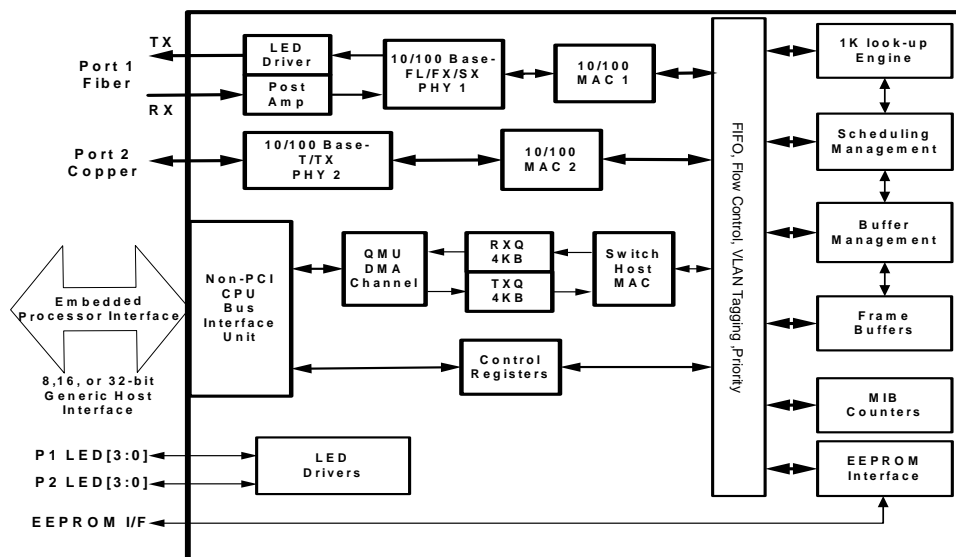 TX
Port 1
Fiber
RX
LED
Driver
Post
Amp
10/100 Base-
FL/FX/SX
PHY 1
10/100
MAC 1
Port 2
Copper
10/100 Base-
T/TX
PHY 2
10/100
MAC 2
Embedded
Processor Interface
8,16, or 32-bit
Generic Host
Interface
Non-PCI
CPU
Bus
Interface
Unit
QMU
DMA
Channel
RXQ
4KB
TXQ
4KB
Switch
Host
MAC
Control
Registers
P1 LED[3:0]
P2 LED[3:0]
LED
Drivers
EEPROM I/F
FIFO, Flow Control, VLAN Tagging ,Priority
1K look-up
Engine
Scheduling
Management
Buffer
Management
Frame
Buffers
MIB
Counters
EEPROM
Interface